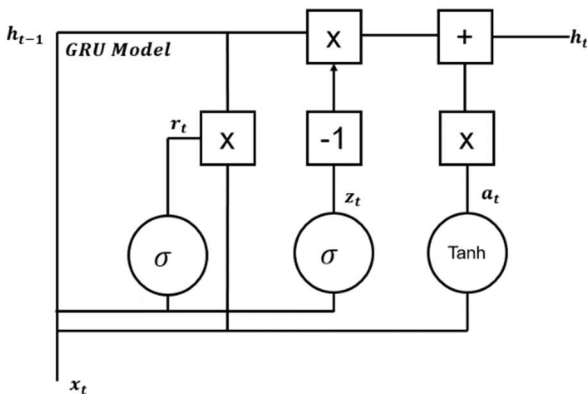 h_{t-1}
GRU Model
x
+
h_t
r_t
x
-1
x
z_t
a_t
σ
σ
Tanh
x_t